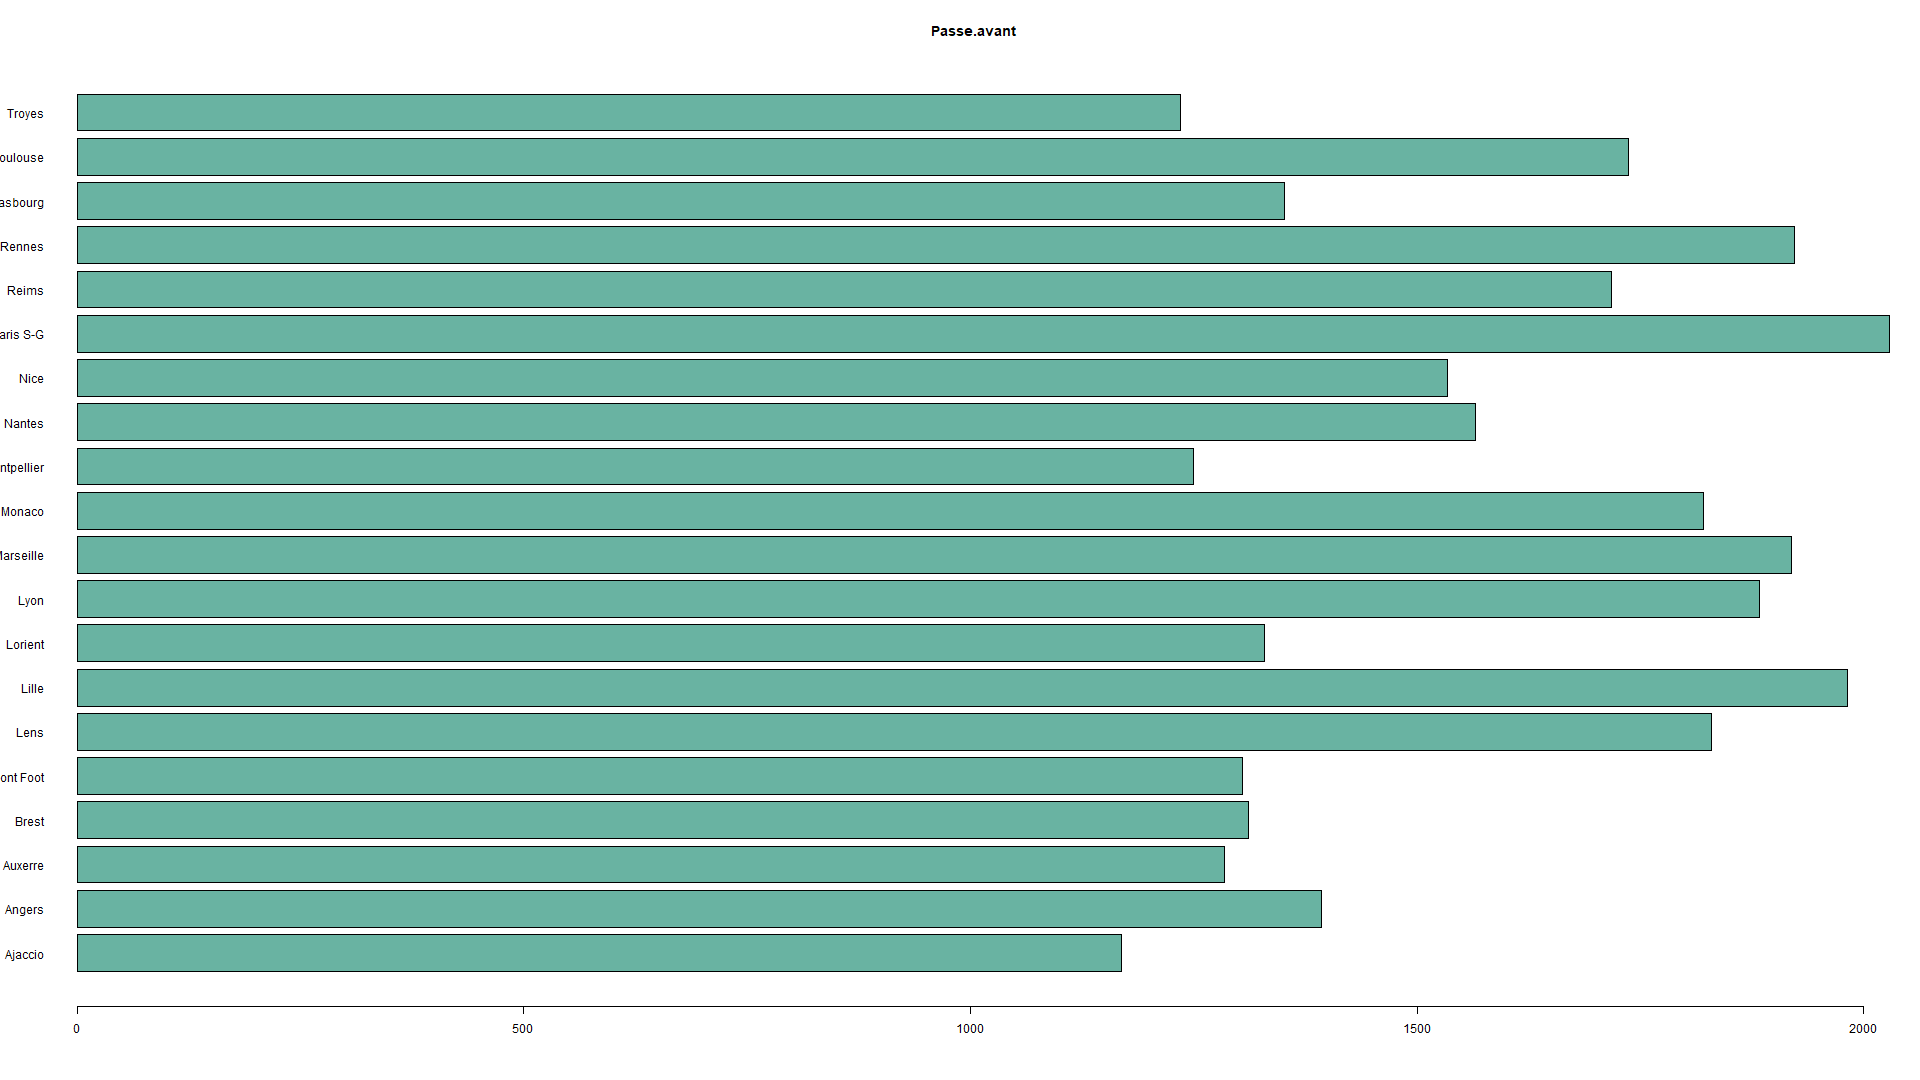 Passe.avant
Troyes
oulouse
asbourg
Rennes
Reims
aris S-G
Nice
Nantes
ntpellier
Monaco
Marseille
Lyon
Lorient
Lille
Lens
ont Foot
Brest
Auxerre
Angers
Ajaccio
0 500 1000 1500 2000